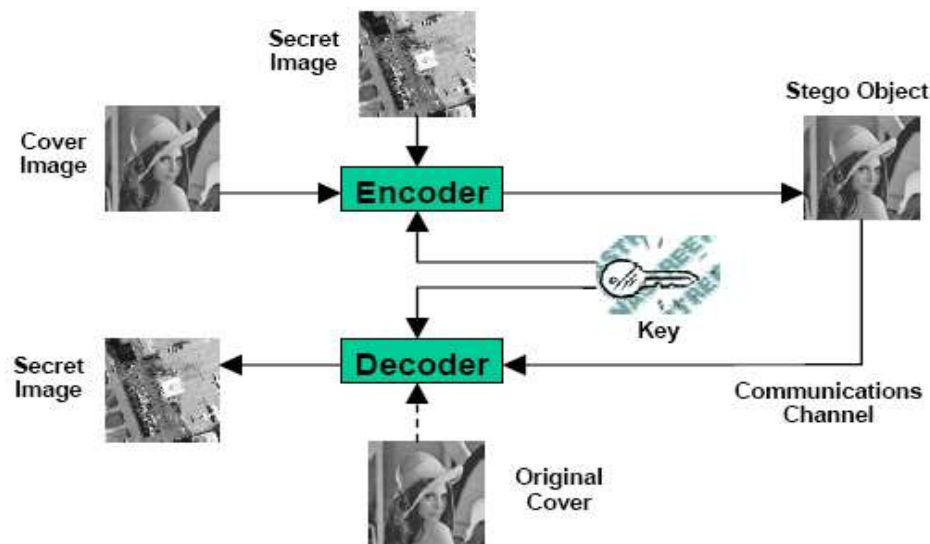 Secret
Image
Stego Object
Cover
Image
Encoder
Key
Secret
Image
Decoder
Communications
Channel
Original
Cover